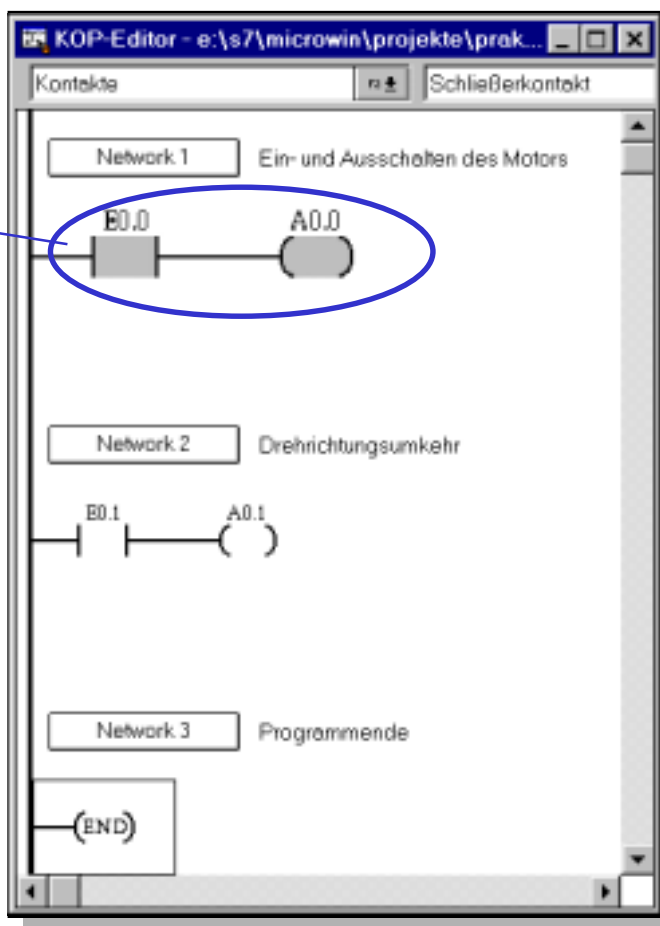 KOP-Editor - e:\s7\microwin\projekte\prak...
Kontakte F2 Schließerkontakt
Network 1 Ein- und Ausschalten des Motors
E0.0 A0.0
Network 2 Drehrichtungsumkehr
E0.1 A0.1
Network 3 Programmende
END